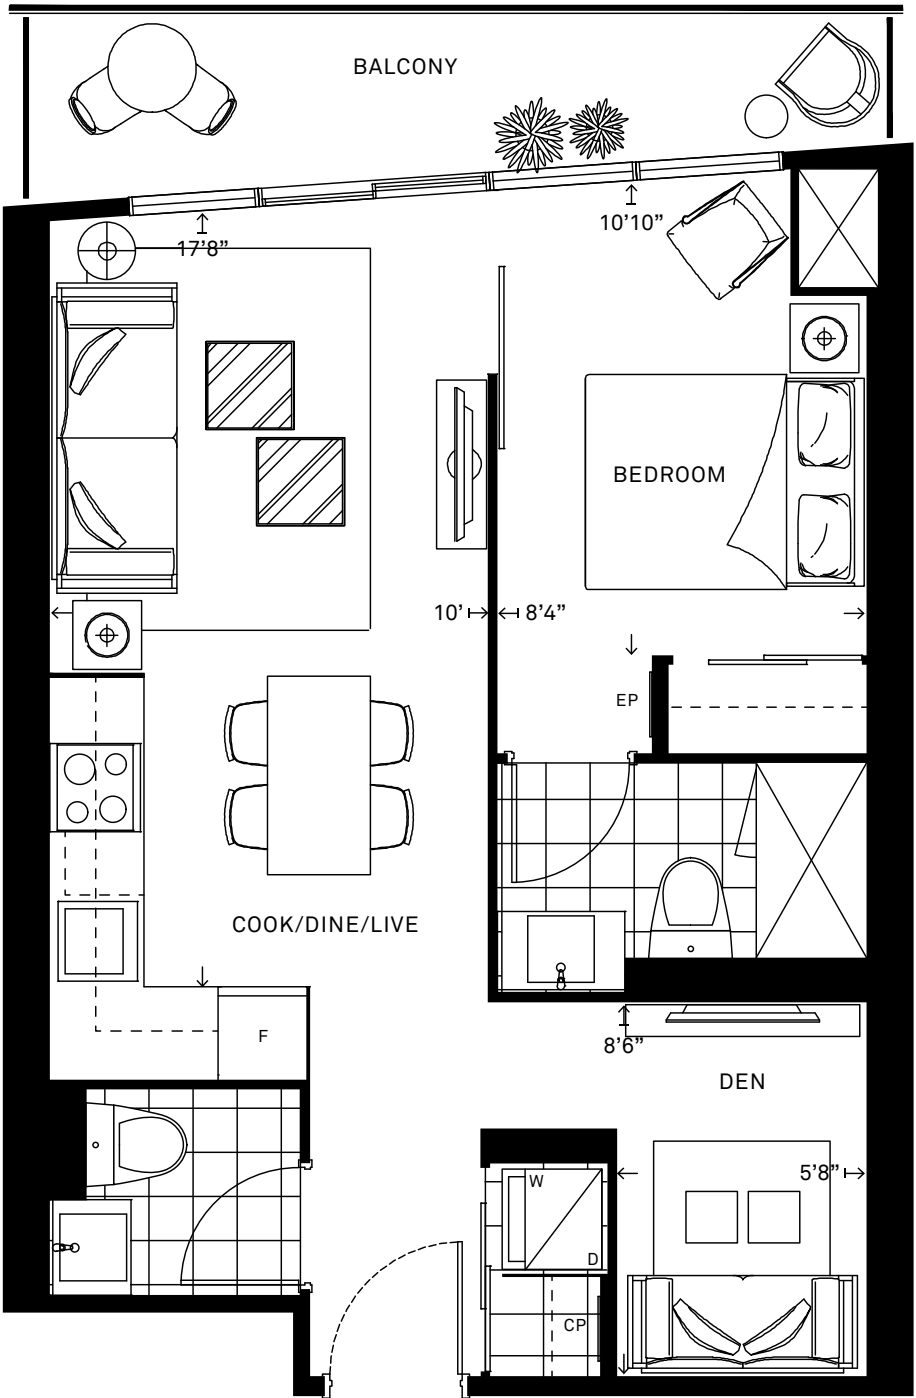 BALCONY
17’8”
10’10”
BEDROOM
10’
8’4”
EP
COOK/DINE/LIVE
F
8’6”
DEN
5’8”
W
D
CP